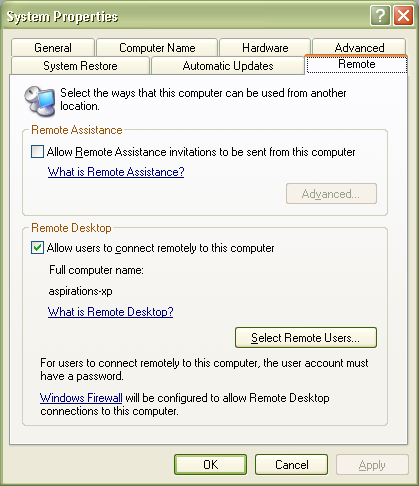 System Properties
General
Computer Name
Hardware
Advanced
System Restore
Automatic Updates
Remote
Select the ways that this computer can be used from another
location.
Remote Assistance
Allow Remote Assistance invitations to be sent from this computer
What is Remote Assistance?
Advanced...
Remote Desktop
Allow users to connect remotely to this computer
Full computer name:
aspirations-xp
What is Remote Desktop?
Select Remote Users...
For users to connect remotely to this computer, the user account must
have a password.
Windows Firewall will be configured to allow Remote Desktop
connections to this computer.
OK
Cancel
Apply